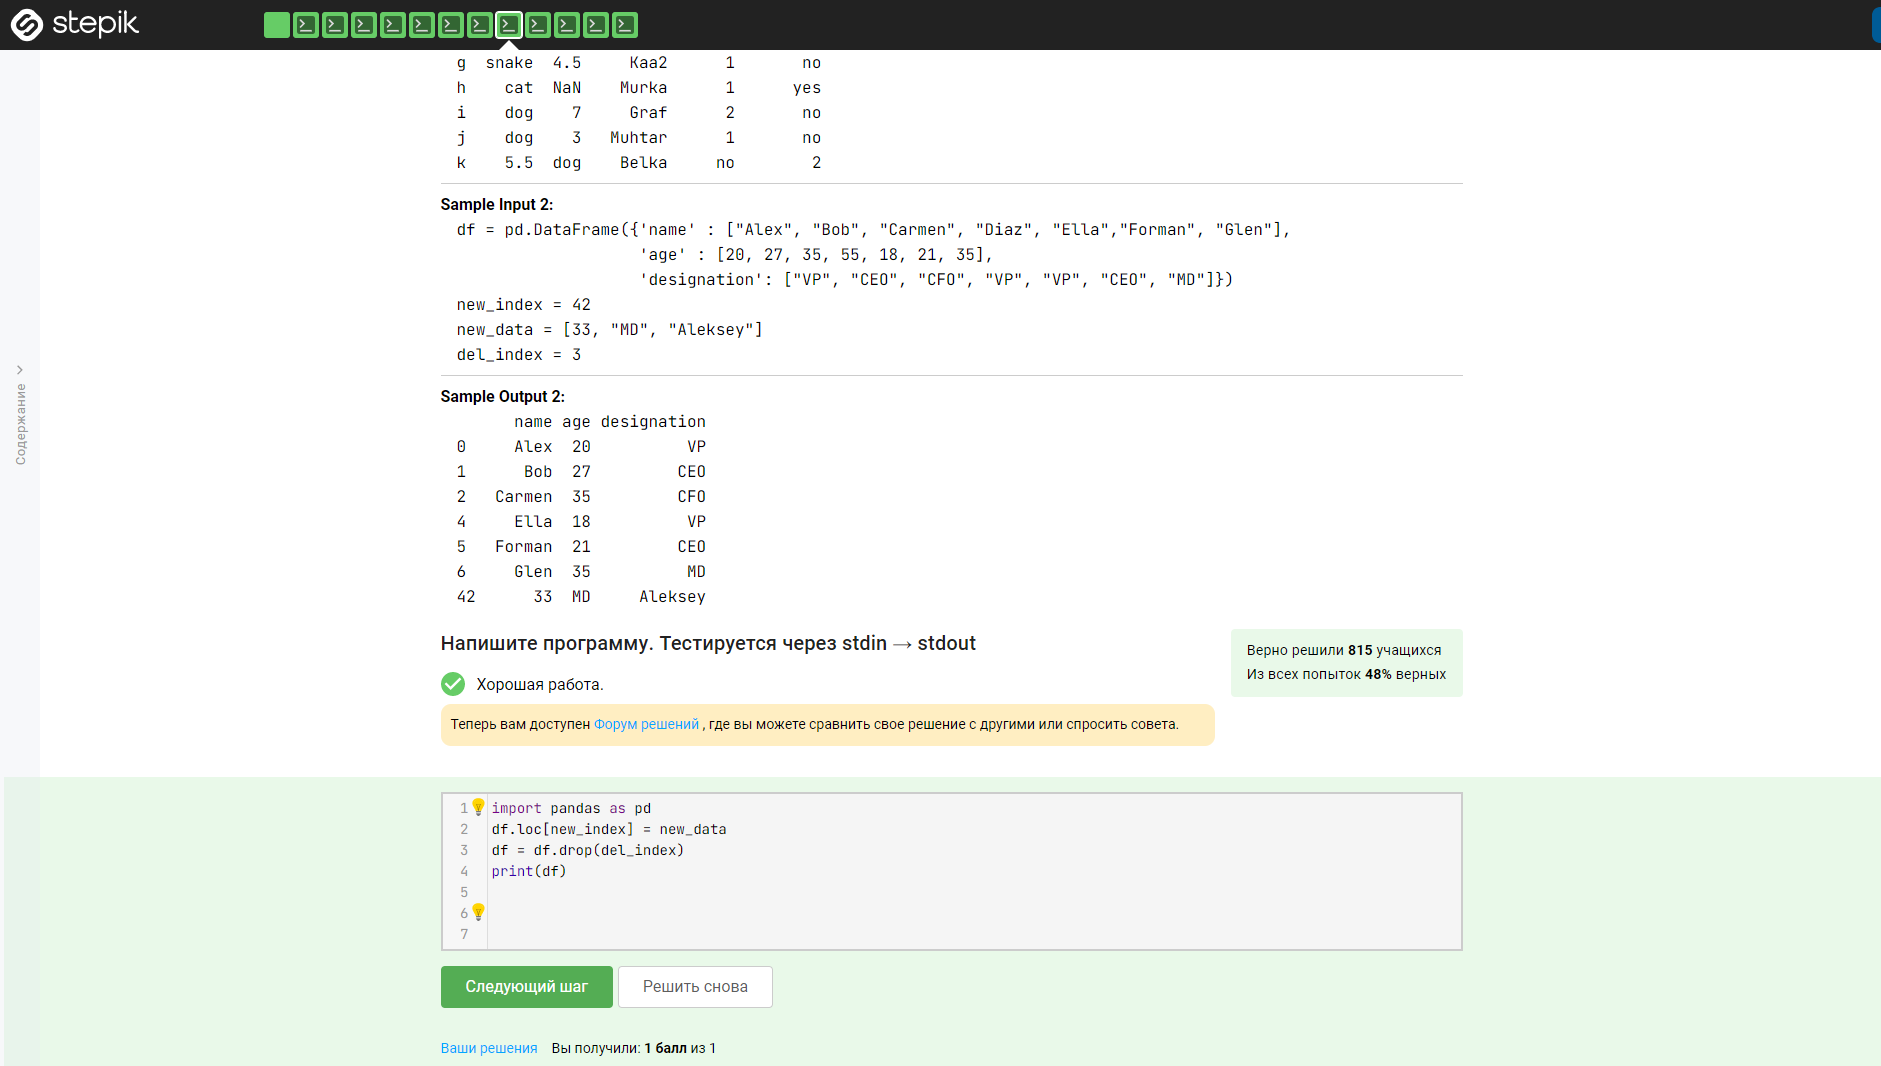 stepik
g  snake  4.5     Kaa2      1       no
h    cat  NaN    Murka      1      yes
i    dog    7     Graf      2       no
j    dog    3   Muhtar      1       no
k    5.5  dog    Belka     no        2
Sample Input 2:
df = pd.DataFrame({'name' : ["Alex", "Bob", "Carmen", "Diaz", "Ella","Forman", "Glen"],
                   'age' : [20, 27, 35, 55, 18, 21, 35],
                   'designation': ["VP", "CEO", "CFO", "VP", "VP", "CEO", "MD"]})
new_index = 42
new_data = [33, "MD", "Aleksey"]
del_index = 3
Содержание
Sample Output 2:
      name age designation
0     Alex  20          VP
1      Bob  27         CEO
2   Carmen  35         CFO
4     Ella  18          VP
5   Forman  21         CEO
6     Glen  35          MD
42      33  MD     Aleksey
Напишите программу. Тестируется через stdin → stdout
Верно решили 815 учащихся
Из всех попыток 48% верных
Хорошая работа.
Теперь вам доступен Форум решений , где вы можете сравнить свое решение с другими или спросить совета.
1 import pandas as pd
2 df.loc[new_index] = new_data
3 df = df.drop(del_index)
4 print(df)
5
6
7
Следующий шаг
Решить снова
Ваши решения Вы получили: 1 балл из 1